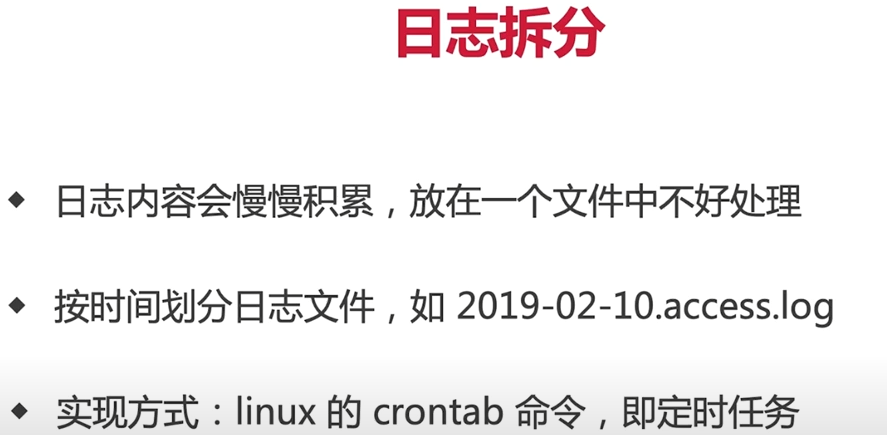 日志拆分
◆ 日志内容会慢慢积累，放在一个文件中不好处理
◆ 按时间划分日志文件，如 2019-02-10.access.log
◆ 实现方式：linux 的 crontab 命令，即定时任务